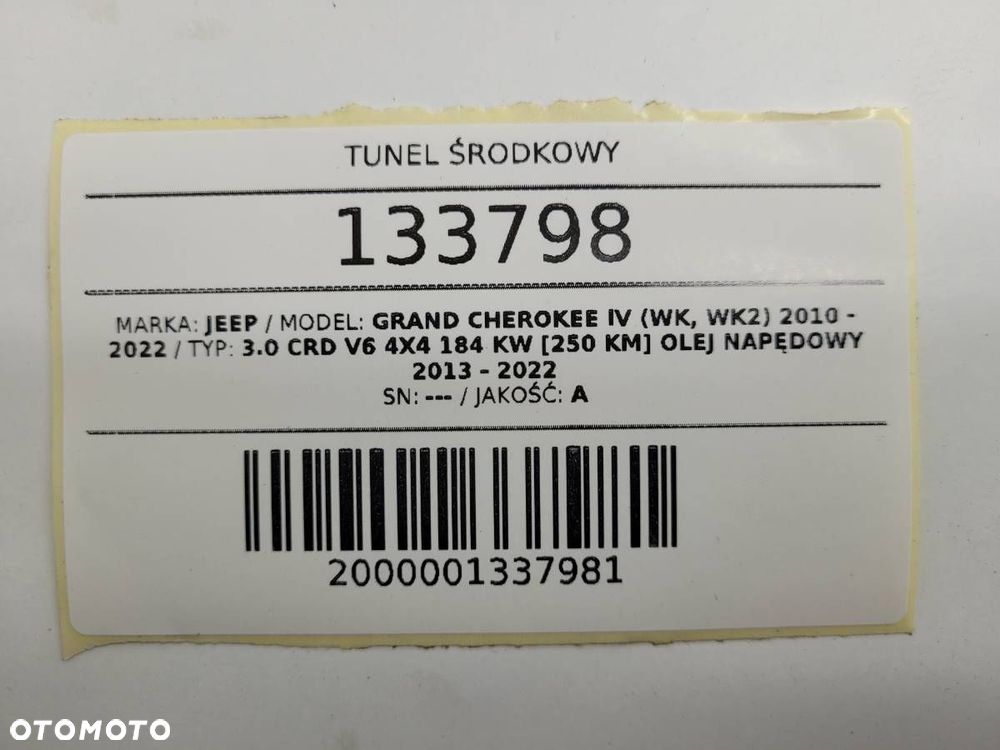 TUNEL ŚRODKOWY
133798
MARKA: JEEP / MODEL: GRAND CHEROKEE IV (WK, WK2) 2010 -
2022 / TYP: 3.0 CRD V6 4X4 184 KW [250 KM] OLEJ NAPĘDOWY
2013 - 2022
SN: --- / JAKOŚĆ: A
2000001337981
OTOMOTO